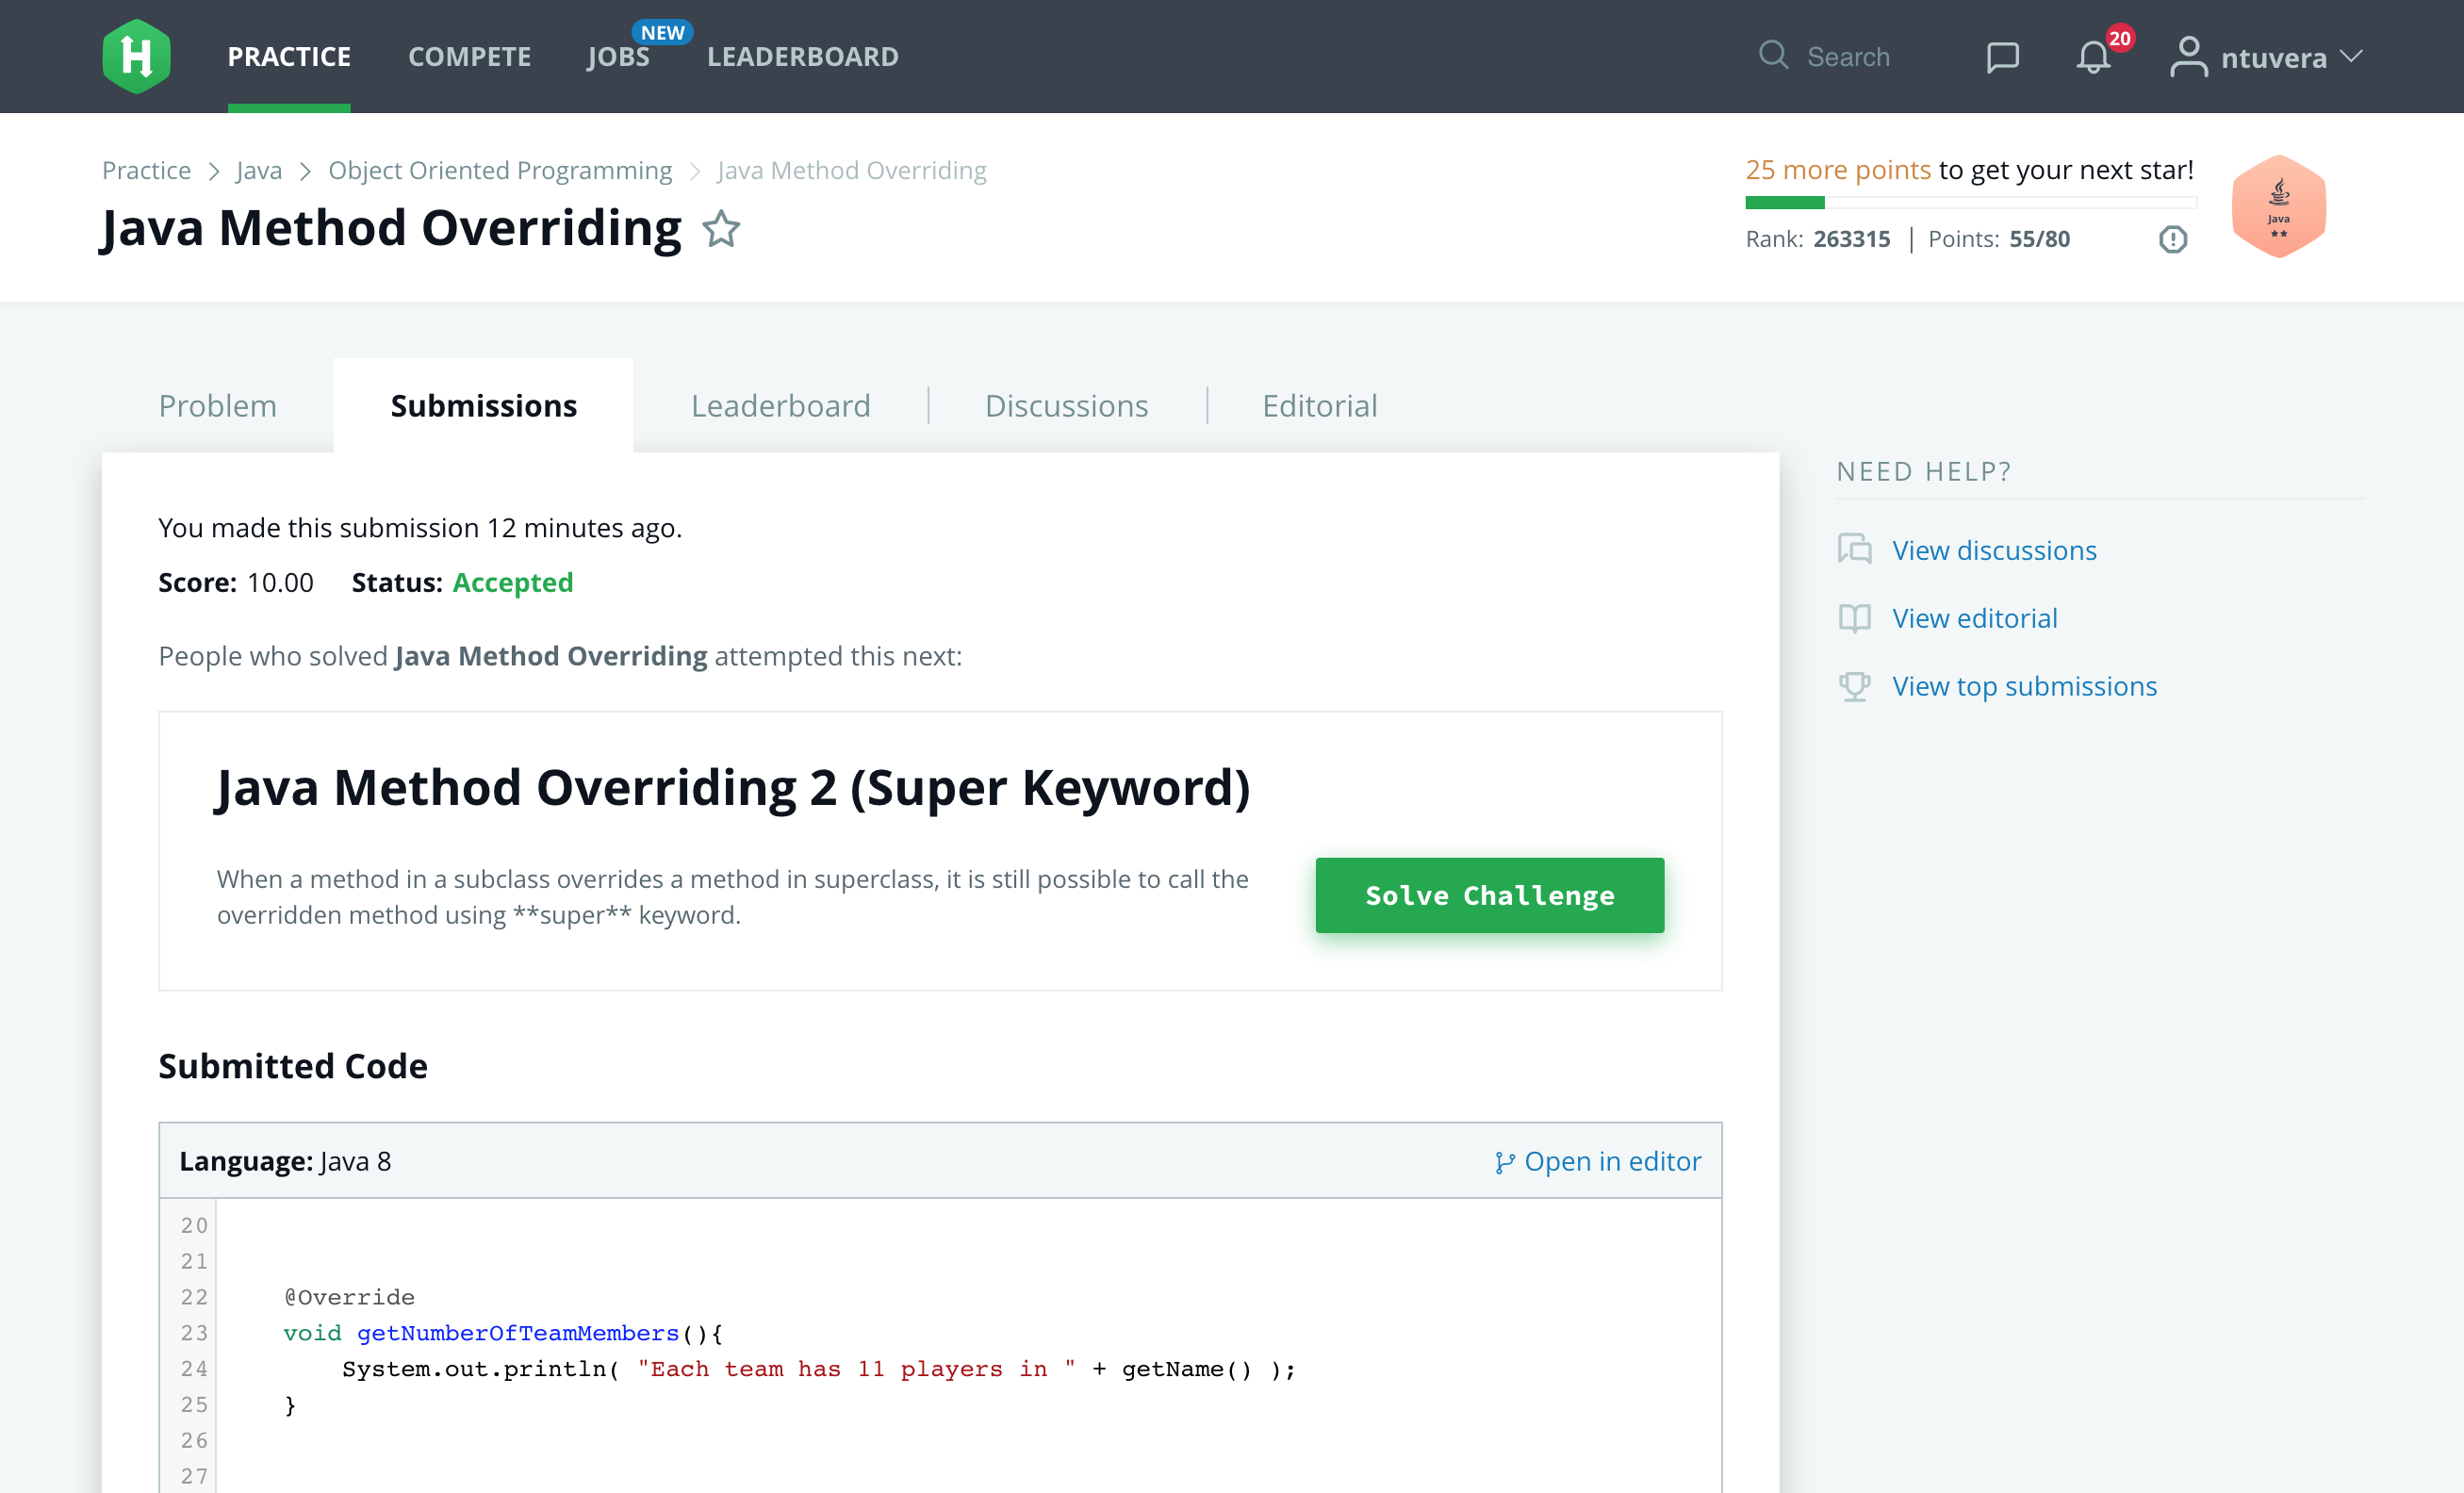 PRACTICE COMPETE JOBS NEW LEADERBOARD Search 20 ntuvera
Practice > Java > Object Oriented Programming > Java Method Overriding
Java Method Overriding
25 more points to get your next star!
Rank: 263315 | Points: 55/80
Java
Problem Submissions Leaderboard Discussions Editorial
You made this submission 12 minutes ago.
Score: 10.00 Status: Accepted
People who solved Java Method Overriding attempted this next:
Java Method Overriding 2 (Super Keyword)
When a method in a subclass overrides a method in superclass, it is still possible to call the
overridden method using **super** keyword.
Solve Challenge
Submitted Code
Language: Java 8 Open in editor
20
21
22 @Override
23 void getNumberOfTeamMembers(){
24 System.out.println( "Each team has 11 players in " + getName() );
25 }
26
27
NEED HELP?
View discussions
View editorial
View top submissions